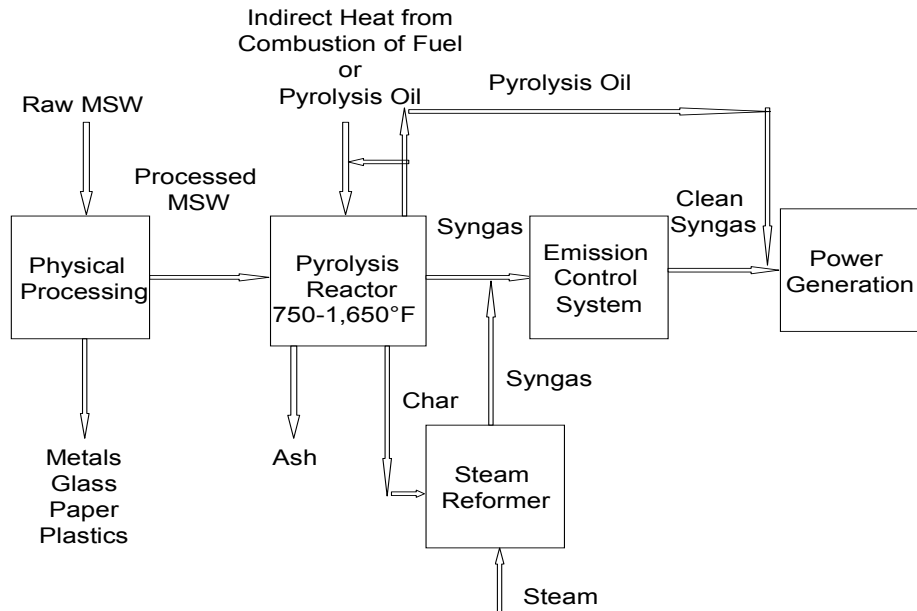 Indirect Heat from
Combustion of Fuel
or
Pyrolysis Oil
Pyrolysis Oil
Raw MSW
Processed
MSW
Physical
Processing
Pyrolysis
Reactor
750-1,650°F
Syngas
Emission
Control
System
Clean
Syngas
Power
Generation
Metals
Glass
Paper
Plastics
Ash
Char
Syngas
Steam
Reformer
Steam